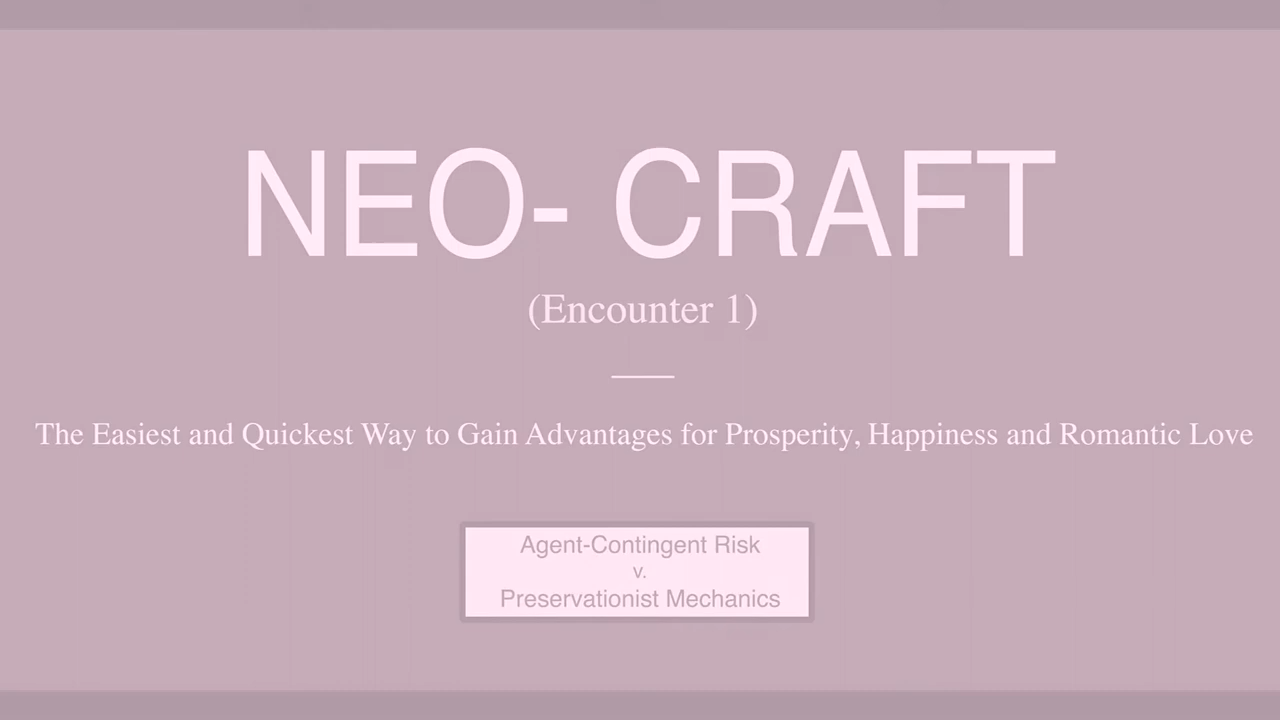 NEO- CRAFT
(Encounter 1)
The Easiest and Quickest Way to Gain Advantages for Prosperity, Happiness and Romantic Love
Agent-Contingent Risk
v.
Preservationist Mechanics